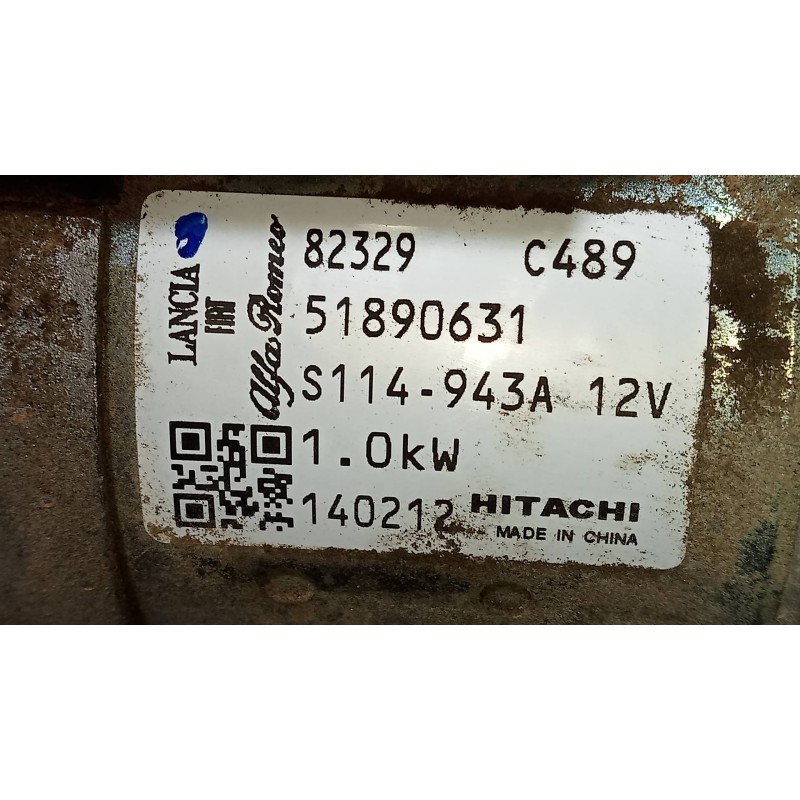 LANCIA
FIAT
Alfa Romeo
82329 C489
51890631
S114-943A 12V
1.0kW
140212 HITACHI
MADE IN CHINA